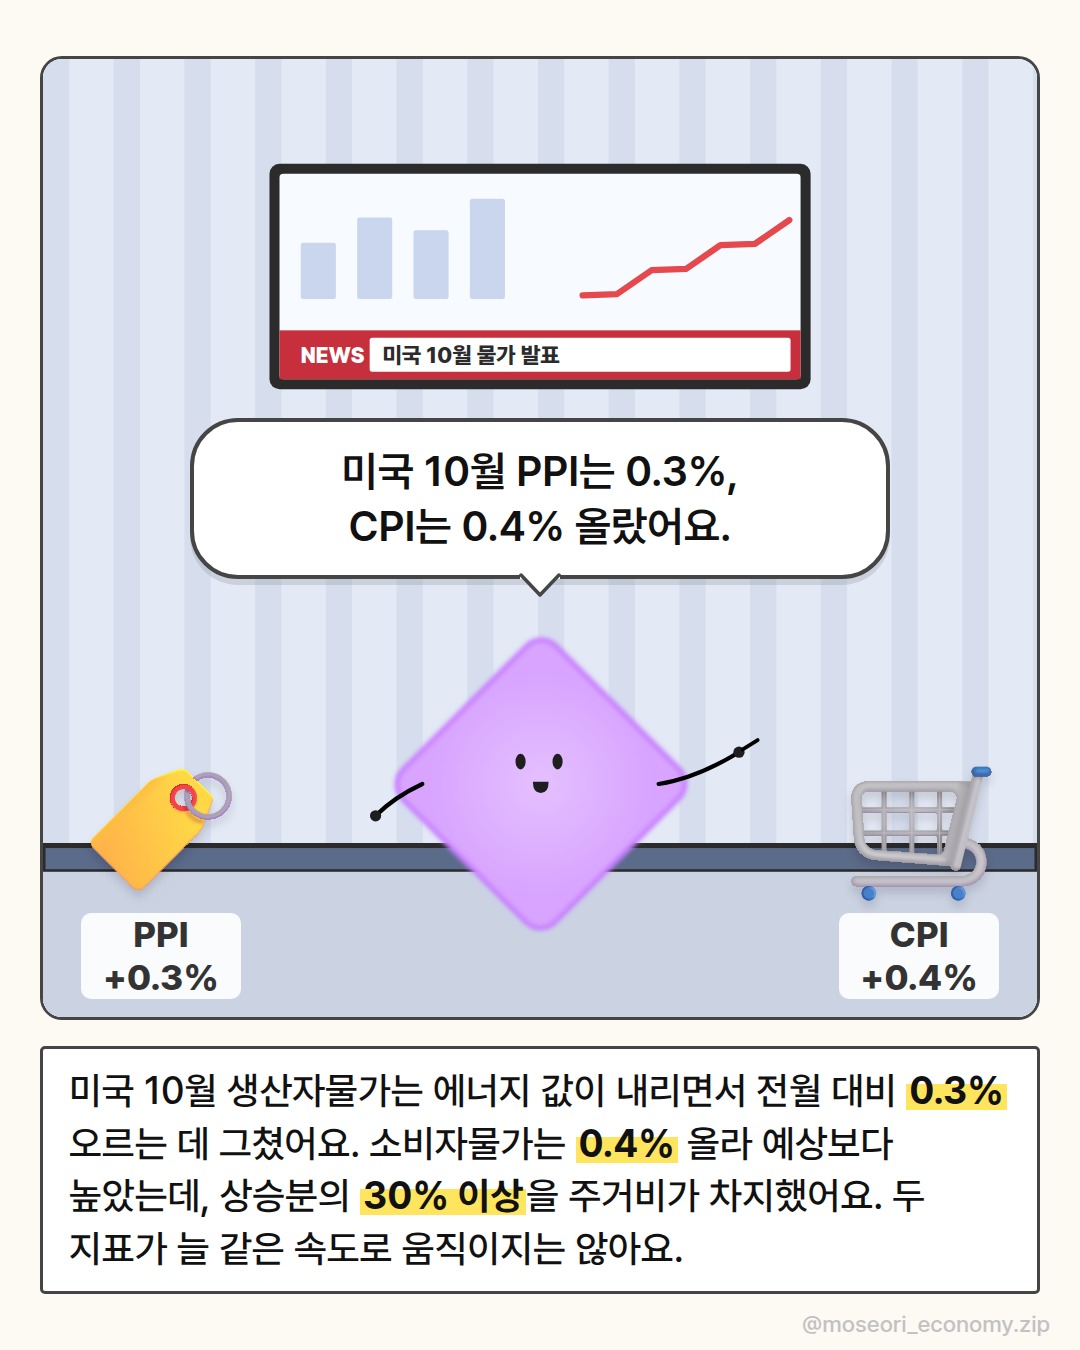 NEWS 미국 10월 물가 발표
미국 10월 PPI는 0.3%,
CPI는 0.4% 올랐어요.
PPI
+0.3%
CPI
+0.4%
미국 10월 생산자물가는 에너지 값이 내리면서 전월 대비 0.3%
오르는 데 그쳤어요. 소비자물가는 0.4% 올라 예상보다
높았는데, 상승분의 30% 이상을 주거비가 차지했어요. 두
지표가 늘 같은 속도로 움직이지는 않아요.
@moseori_economy.zip